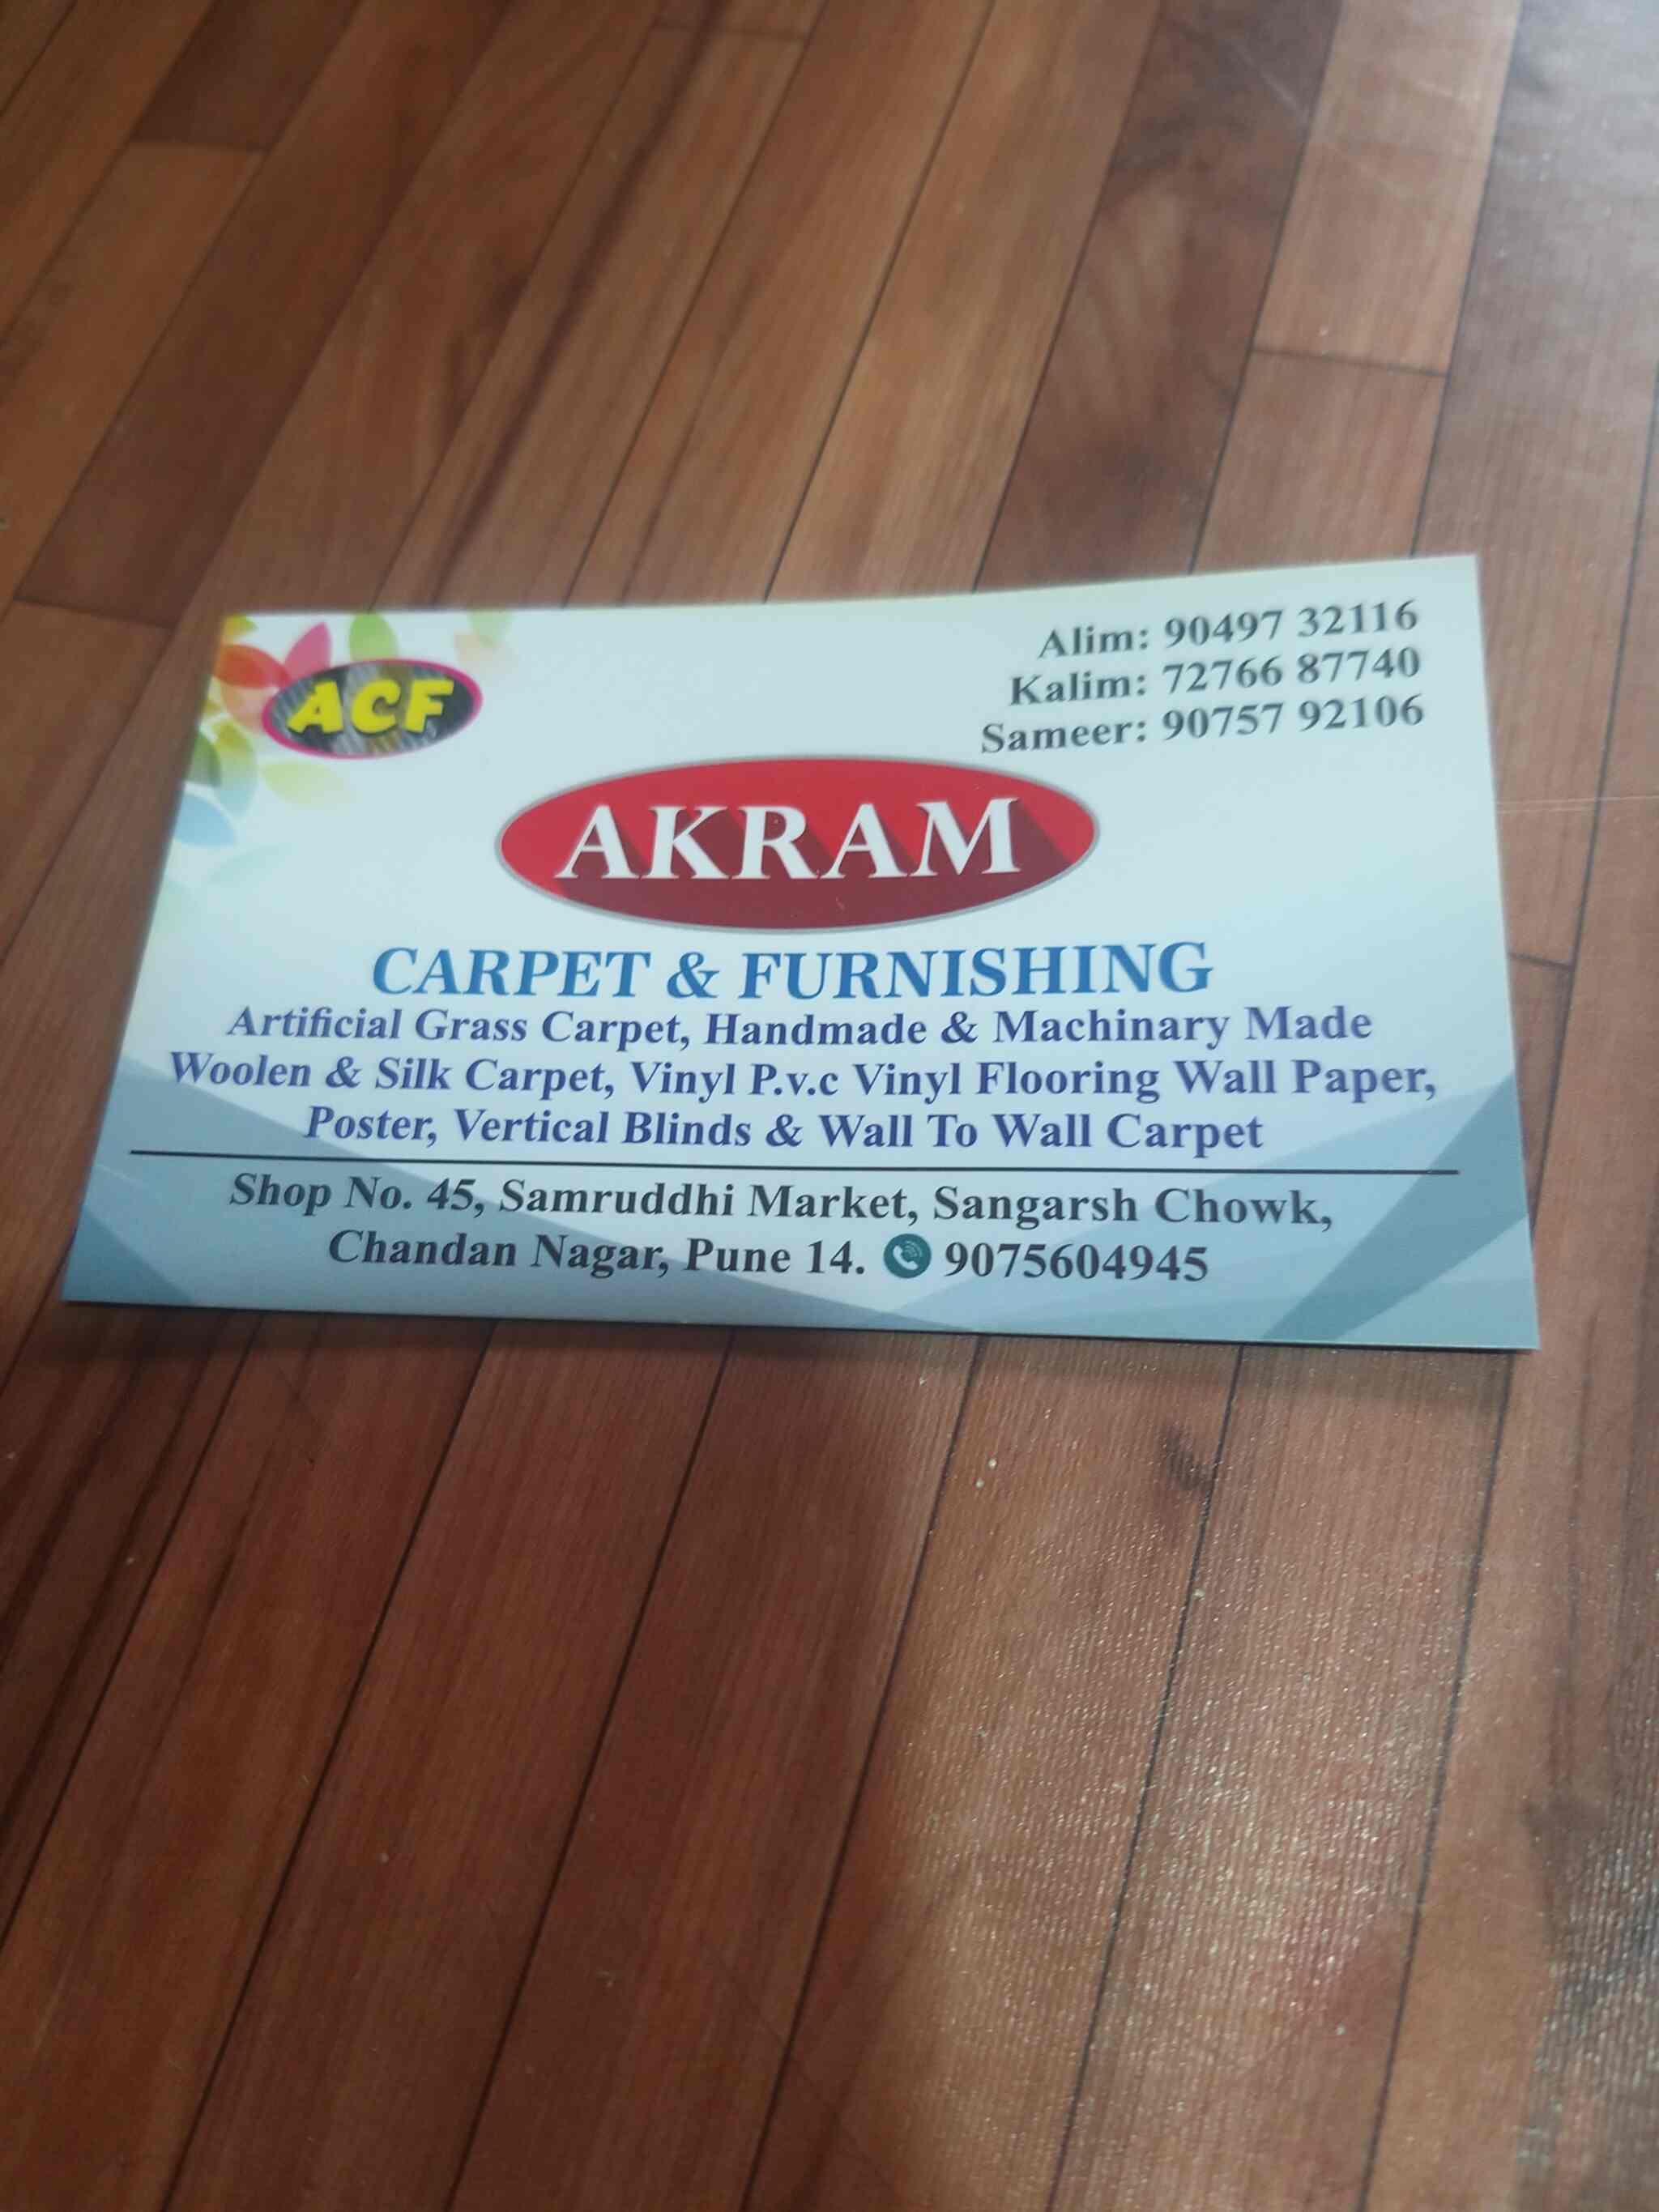 ACF
Alim: 90497 32116
Kalim: 72766 87740
Sameer: 90757 92106
AKRAM
CARPET & FURNISHING
Artificial Grass Carpet, Handmade & Machinary Made
Woolen & Silk Carpet, Vinyl P.v.c Vinyl Flooring Wall Paper,
Poster, Vertical Blinds & Wall To Wall Carpet
Shop No. 45, Samruddhi Market, Sangarsh Chowk,
Chandan Nagar, Pune 14. 9075604945